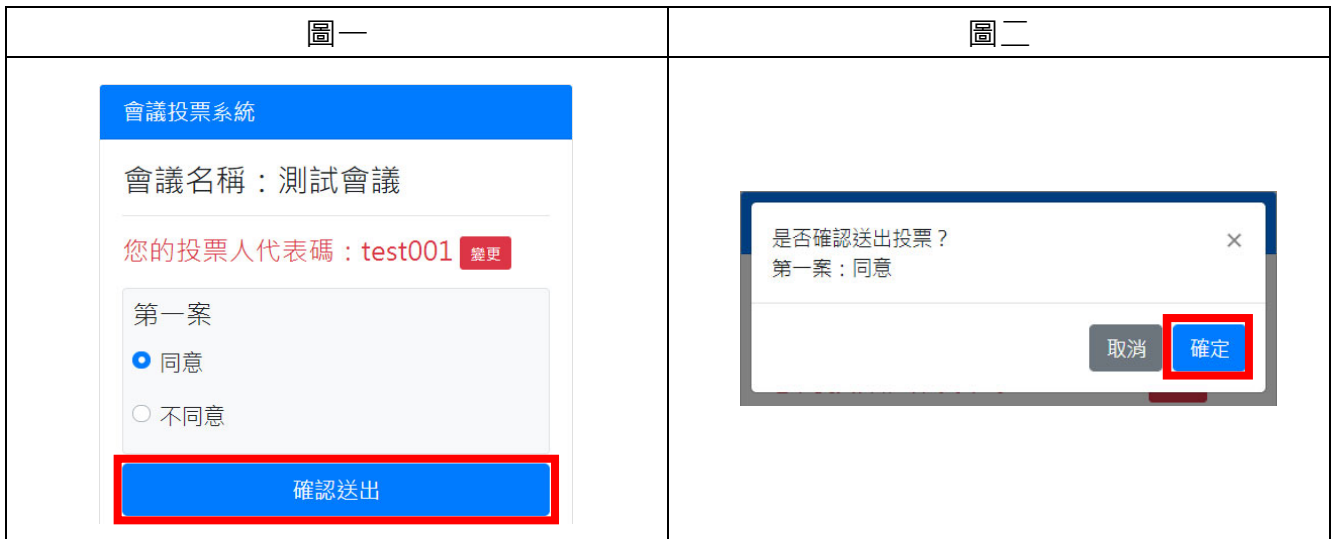 圖一
圖二
會議投票系統
會議名稱：測試會議
您的投票人代表碼：test001 變更
第一案
同意
不同意
確認送出
是否確認送出投票？ ×
第一案：同意
取消 確定